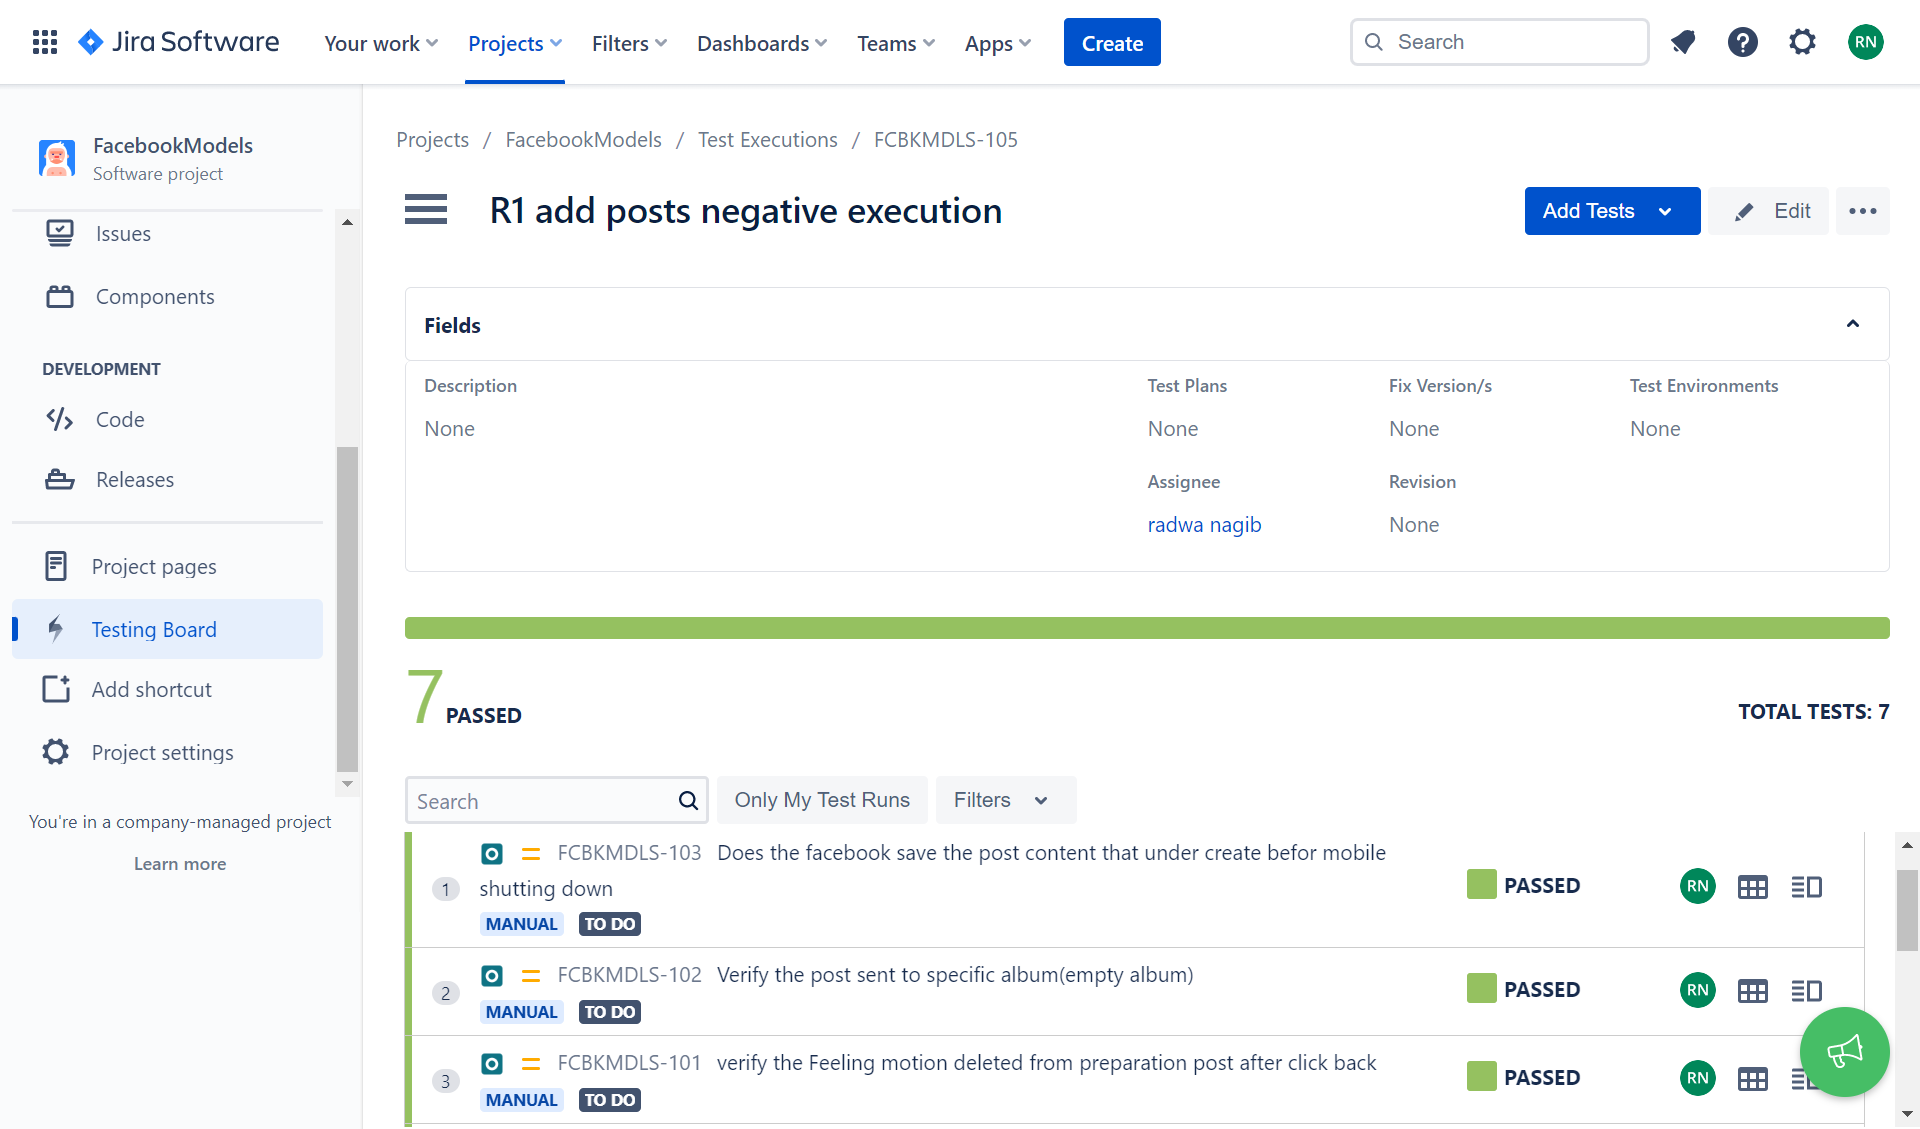 Jira Software
Your work
Projects
Filters
Dashboards
Teams
Apps
Create
Search
RN
FacebookModels
Software project
Issues
Components
DEVELOPMENT
Code
Releases
Project pages
Testing Board
Add shortcut
Project settings
You're in a company-managed project
Learn more
Projects / FacebookModels / Test Executions / FCBKMDLS-105
R1 add posts negative execution
Add Tests
Edit
Fields
Description
None
Test Plans
None
Fix Version/s
None
Test Environments
None
Assignee
radwa nagib
Revision
None
7 PASSED
TOTAL TESTS: 7
Search
Only My Test Runs
Filters
1
FCBKMDLS-103 Does the facebook save the post content that under create befor mobile
shutting down
MANUAL TO DO
PASSED
RN
2
FCBKMDLS-102 Verify the post sent to specific album(empty album)
MANUAL TO DO
PASSED
RN
3
FCBKMDLS-101 verify the Feeling motion deleted from preparation post after click back
MANUAL TO DO
PASSED
RN